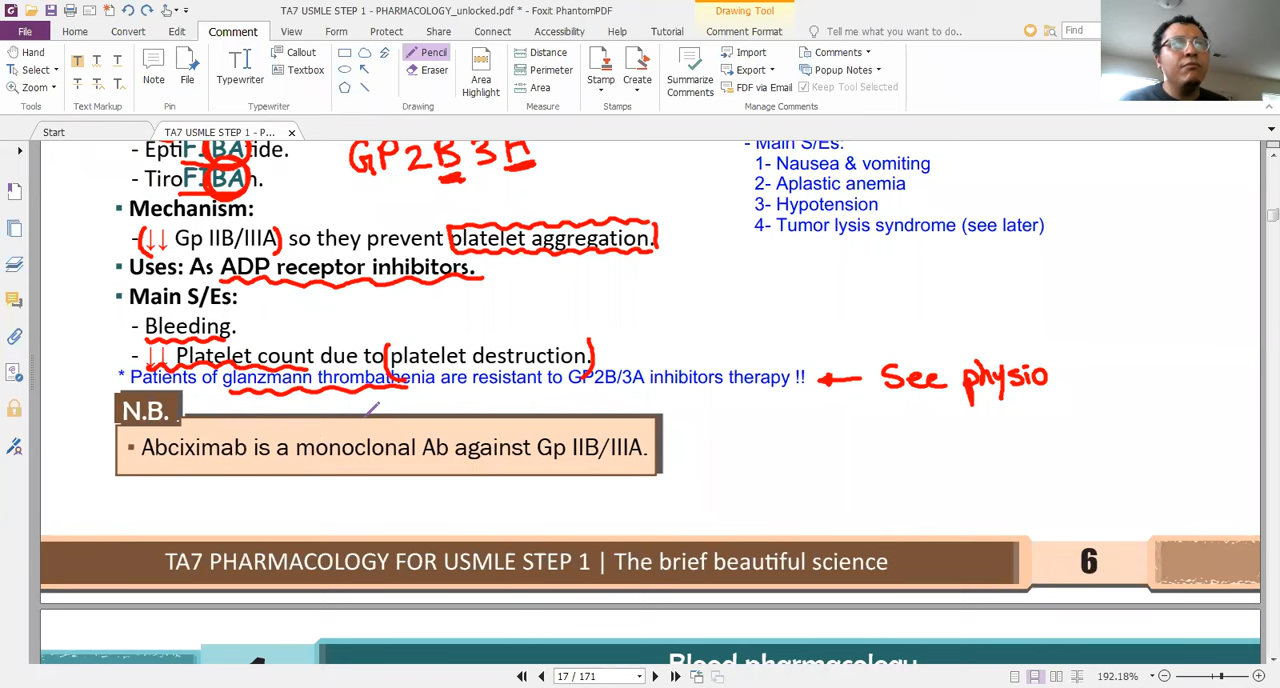 TA7 USMLE STEP 1 - PHARMACOLOGY_unlocked.pdf * - Foxit PhantomPDF
Drawing Tool
File Home Convert Edit Comment View Form Protect Share Connect Accessibility Help Tutorial Comment Format Tell me what you want to do.. Find
Hand
Select
Zoom
Tools
T T T
T T T
Text Markup
Note
File
Pin
Typewriter
Callout
Textbox
Typewriter
Pencil
Eraser
Drawing
Area
Highlight
Distance
Perimeter
Area
Measure
Stamp
Create
Stamps
Summarize
Comments
Import
Export
FDF via Email
Comments
Popup Notes
Keep Tool Selected
Manage Comments
Start
TA7 USMLE STEP 1 - P...
- EptiFIBAtide.
GP2B3A
- TiroFIBAn.
Mechanism:
- ↓↓ Gp IIB/IIIA) so they prevent platelet aggregation.
Uses: As ADP receptor inhibitors.
Main S/Es:
- Bleeding.
- ↓↓ Platelet count due to platelet destruction.
* Patients of glanzmann thrombathenia are resistant to GP2B/3A inhibitors therapy !!
← See physio
- Main S/Es:
1- Nausea & vomiting
2- Aplastic anemia
3- Hypotension
4- Tumor lysis syndrome (see later)
N.B.
Abciximab is a monoclonal Ab against Gp IIB/IIIA.
TA7 PHARMACOLOGY FOR USMLE STEP 1 | The brief beautiful science
6
Blood pharmacology
17 / 171
192.18%